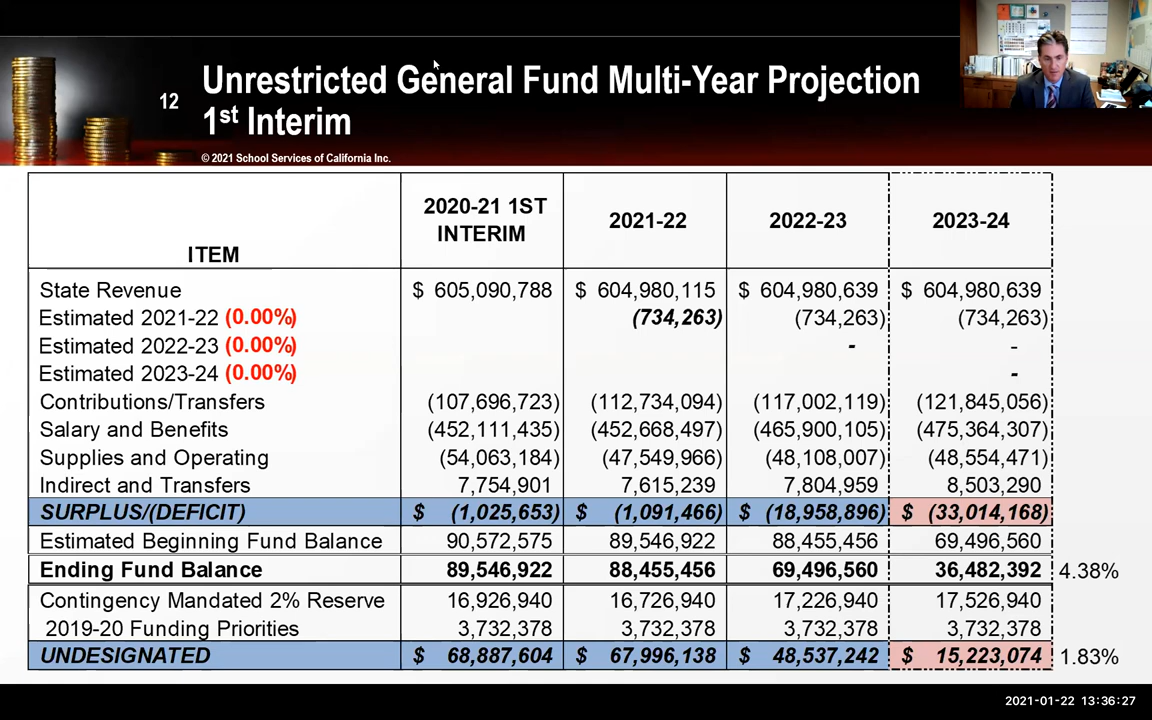 12
Unrestricted General Fund Multi-Year Projection
1st Interim
© 2021 School Services of California Inc.
ITEM 2020-21 1ST INTERIM 2021-22 2022-23 2023-24
State Revenue $ 605,090,788 $ 604,980,115 $ 604,980,639 $ 604,980,639
Estimated 2021-22 (0.00%) (734,263) (734,263) (734,263)
Estimated 2022-23 (0.00%) - -
Estimated 2023-24 (0.00%) -
Contributions/Transfers (107,696,723) (112,734,094) (117,002,119) (121,845,056)
Salary and Benefits (452,111,435) (452,668,497) (465,900,105) (475,364,307)
Supplies and Operating (54,063,184) (47,549,966) (48,108,007) (48,554,471)
Indirect and Transfers 7,754,901 7,615,239 7,804,959 8,503,290
SURPLUS/(DEFICIT) $ (1,025,653) $ (1,091,466) $ (18,958,896) $ (33,014,168)
Estimated Beginning Fund Balance 90,572,575 89,546,922 88,455,456 69,496,560
Ending Fund Balance 89,546,922 88,455,456 69,496,560 36,482,392 4.38%
Contingency Mandated 2% Reserve 16,926,940 16,726,940 17,226,940 17,526,940
2019-20 Funding Priorities 3,732,378 3,732,378 3,732,378 3,732,378
UNDESIGNATED $ 68,887,604 $ 67,996,138 $ 48,537,242 $ 15,223,074 1.83%
2021-01-22 13:36:27